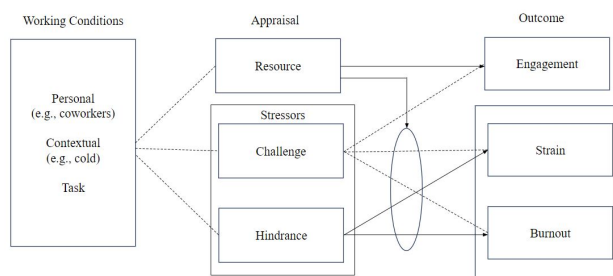 Working Conditions
Appraisal
Outcome
Personal
(e.g., coworkers)
Contextual
(e.g., cold)
Task
Resource
Stressors
Challenge
Hindrance
Engagement
Strain
Burnout